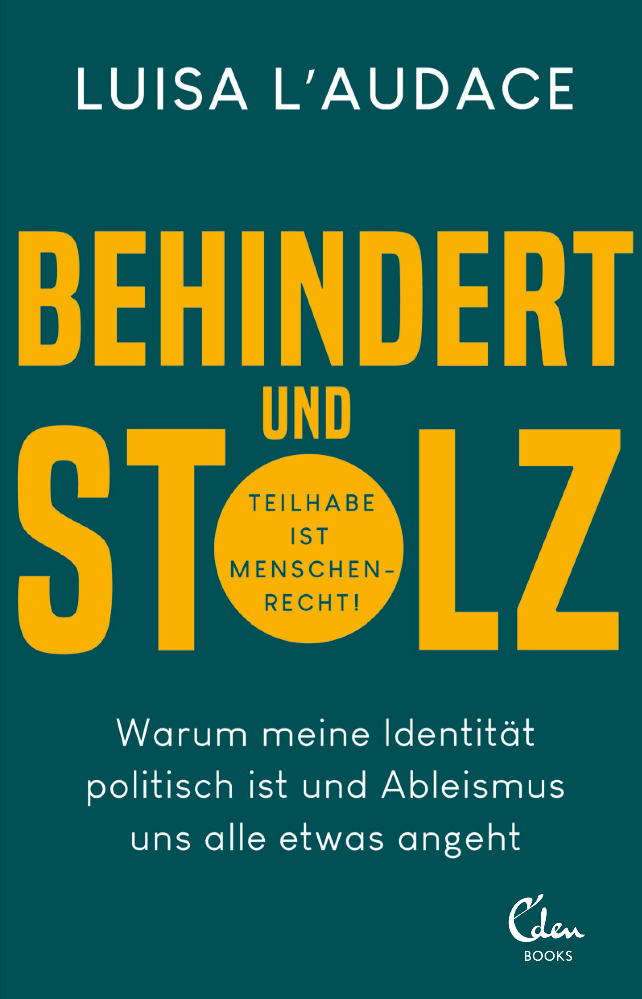 LUISA L'AUDACE
BEHINDERT
UND
STOLZ
TEILHABE
IST
MENSCHEN-
RECHT!
Warum meine Identität
politisch ist und Ableismus
uns alle etwas angeht
Eden
BOOKS